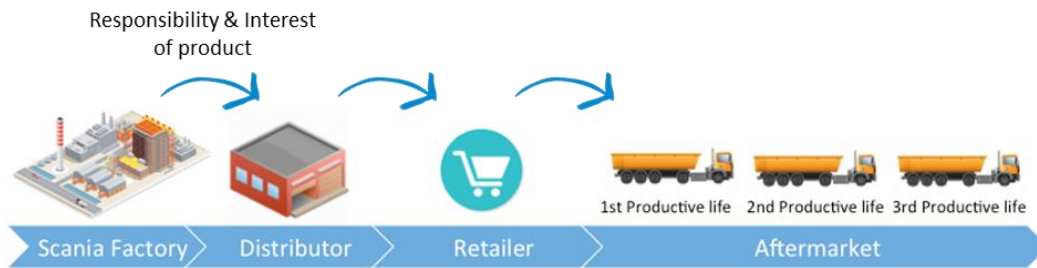 Responsibility & Interest
of product
1st Productive life 2nd Productive life 3rd Productive life
Scania Factory Distributor Retailer Aftermarket